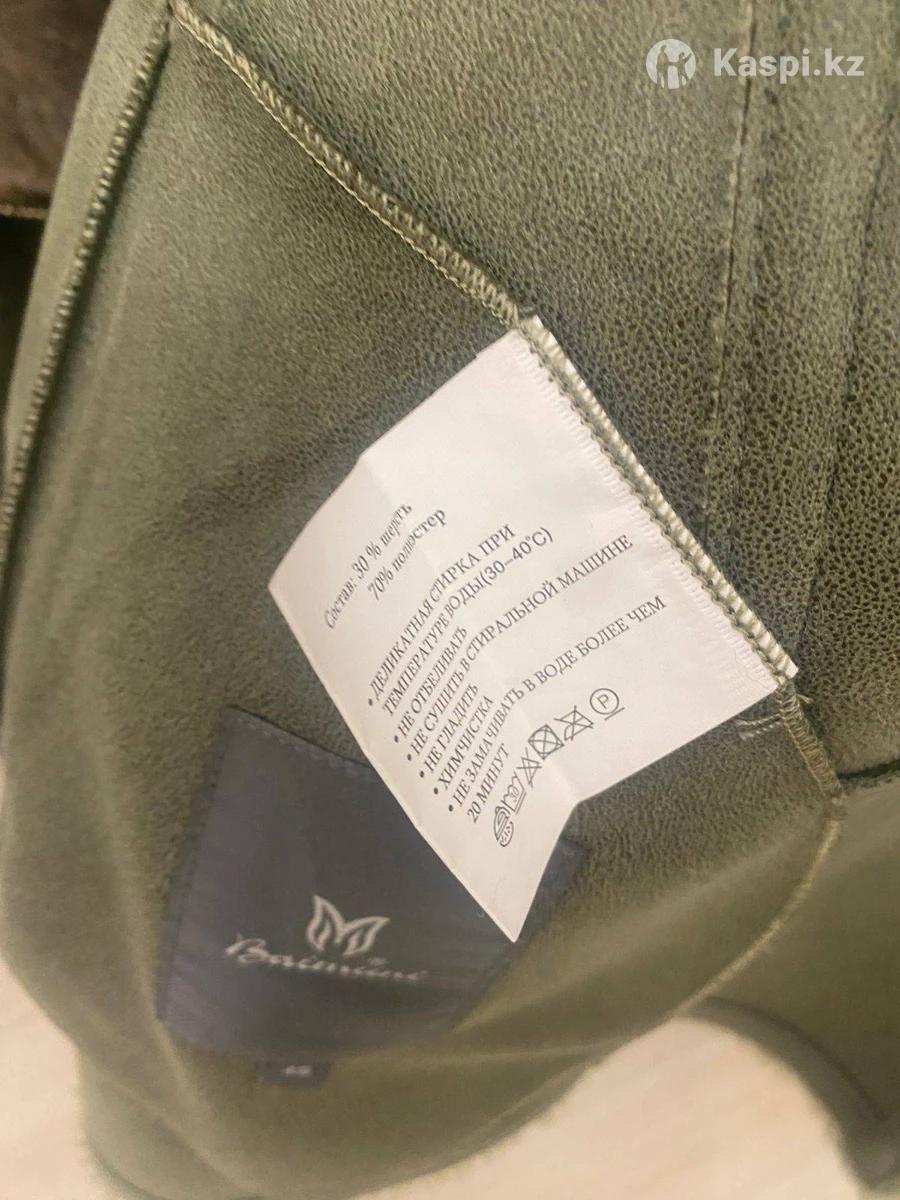 Kaspi.kz
Состав: 30 % шерсть
70% полиэстер
• ДЕЛИКАТНАЯ СТИРКА ПРИ
ТЕМПЕРАТУРЕ ВОДЫ(30–40°С)
• НЕ ОТБЕЛИВАТЬ
НЕ СУШИТЬ В СТИРАЛЬНОЙ МАШИНЕ
• НЕ ГЛАДИТЬ
• ХИМЧИСТКА
• НЕ ЗАМАЧИВАТЬ В ВОДЕ БОЛЕЕ ЧЕМ
20 МИНУТ
30
P